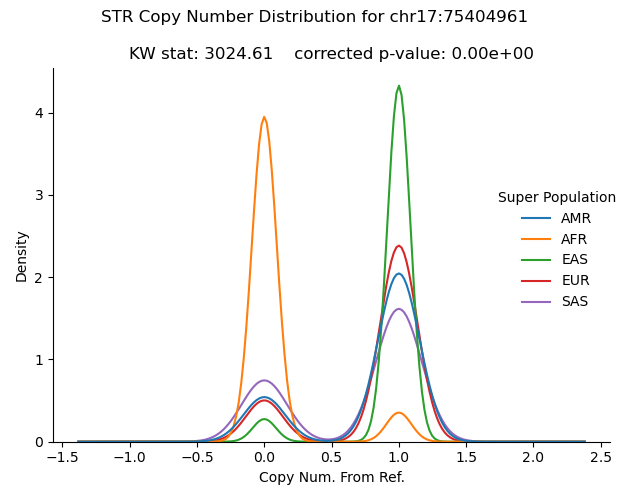 STR Copy Number Distribution for chr17:75404961
KW stat: 3024.61    corrected p-value: 0.00e+00
Density
4
3
2
1
0
−1.5 −1.0 −0.5 0.0 0.5 1.0 1.5 2.0 2.5
Copy Num. From Ref.
Super Population
AMR
AFR
EAS
EUR
SAS